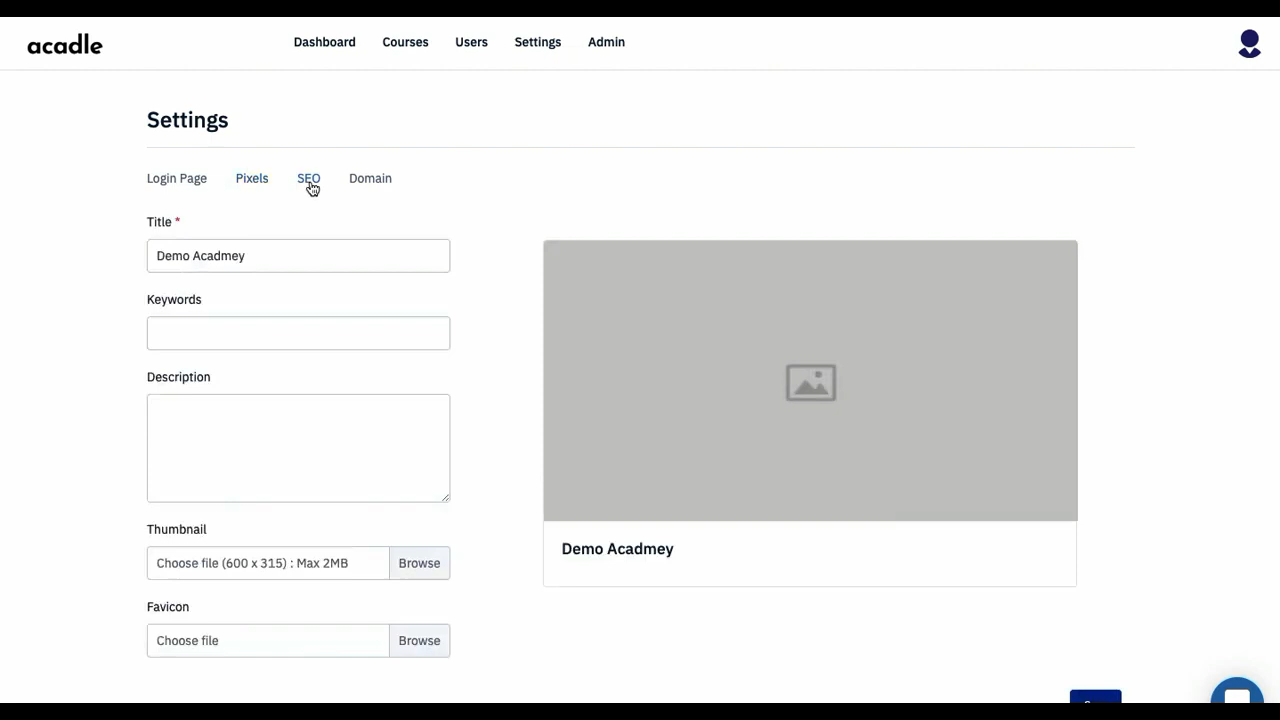 acadle
Dashboard Courses Users Settings Admin
Settings
Login Page Pixels SEO Domain
Title *
Demo Acadmey
Keywords
Description
Thumbnail
Choose file (600 x 315) : Max 2MB Browse
Favicon
Choose file Browse
Demo Acadmey